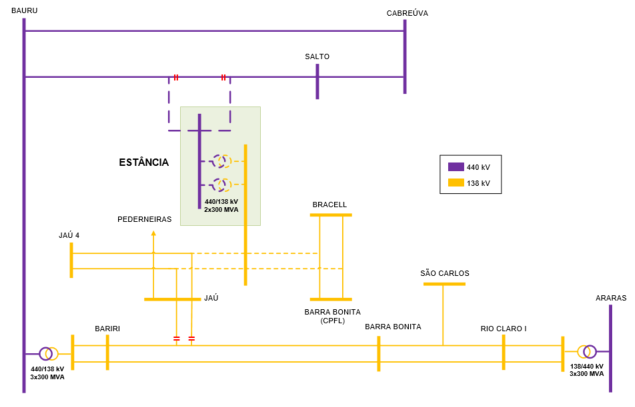 BAURU
CABREÚVA
SALTO
ESTÂNCIA
440/138 kV
2x300 MVA
440 kV
138 kV
PEDERNEIRAS
BRACELL
JAÚ 4
JAÚ
BARRA BONITA
(CPFL)
SÃO CARLOS
ARARAS
BARIRI
BARRA BONITA
RIO CLARO I
440/138 kV
3x300 MVA
138/440 kV
3x300 MVA